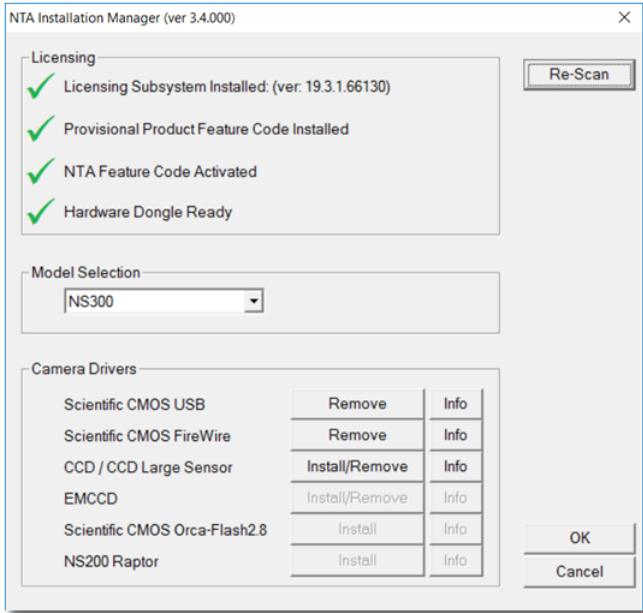 NTA Installation Manager (ver 3.4.000)
Licensing
Re-Scan
Licensing Subsystem Installed: (ver: 19.3.1.66130)
Provisional Product Feature Code Installed
NTA Feature Code Activated
Hardware Dongle Ready
Model Selection
NS300
Camera Drivers
Scientific CMOS USB Remove Info
Scientific CMOS FireWire Remove Info
CCD / CCD Large Sensor Install/Remove Info
EMCCD Install/Remove Info
Scientific CMOS Orca-Flash2.8 Install Info
OK
NS200 Raptor Install Info
Cancel